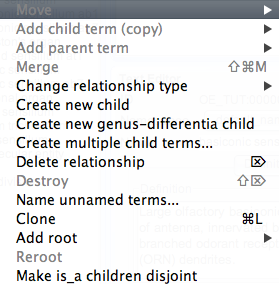 Move
Add child term (copy)
Add parent term
Merge ⇧⌘M
Change relationship type
Create new child
Create new genus-differentia child
Create multiple child terms...
Delete relationship ⌦
Destroy ⇧⌦
Name unnamed terms...
Clone ⌘L
Add root
Reroot
Make is_a children disjoint